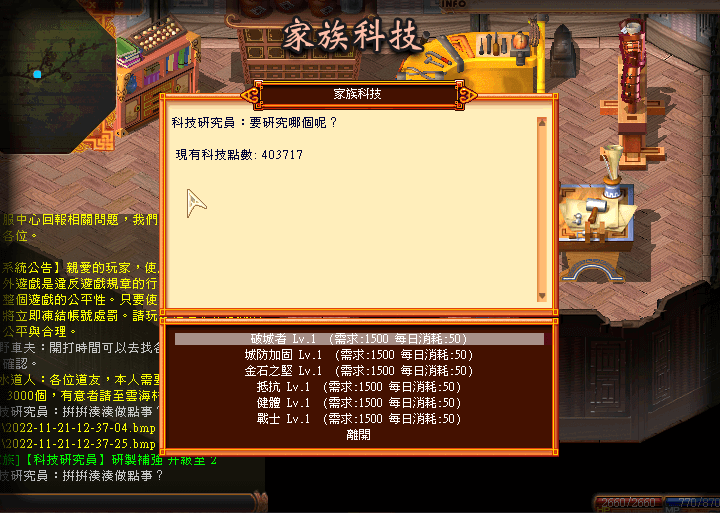 INFO
家族科技
家族科技
科技研究員：要研究哪個呢？
現有科技點數: 403717
服中心回報相關問題，我們
各位。
系統公告】親愛的玩家，使
外遊戲是違反遊戲規章的行
整個遊戲的公平性。只要使
將立即凍結帳號處罰。請玩
公平與合理。
野車夫：開打時間可以去找各
確認。
水道人：各位道友，本人需要
3000個，有意者請至雲海村
技研究員：拼拼湊湊做點事？
\2022-11-21-12-37-04.bmp
\2022-11-21-12-37-25.bmp
族]【科技研究員】研製補強 升級至 2
技研究員：拼拼湊湊做點事？
破城者 Lv.1 (需求:1500 每日消耗:50)
城防加固 Lv.1 (需求:1500 每日消耗:50)
金石之堅 Lv.1 (需求:1500 每日消耗:50)
抵抗 Lv.1 (需求:1500 每日消耗:50)
健體 Lv.1 (需求:1500 每日消耗:50)
戰士 Lv.1 (需求:1500 每日消耗:50)
離開
2660/2660 770/870
HP MP